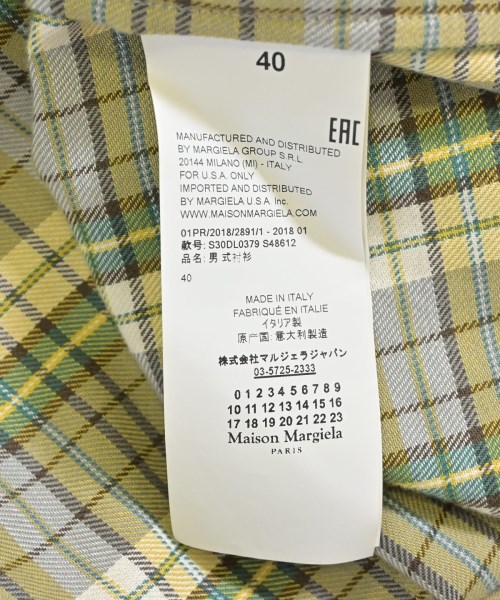 40
EAC
MANUFACTURED AND DISTRIBUTED
BY MARGIELA GROUP S.R.L.
20144 MILANO (MI) - ITALY
FOR U.S.A. ONLY
IMPORTED AND DISTRIBUTED
BY MARGIELA U.S.A. Inc.
WWW.MAISONMARGIELA.COM
01PR/2018/2891/1 - 2018 01
款号: S30DL0379 S48612
品名: 男式衬衫
40
MADE IN ITALY
FABRIQUÉ EN ITALIE
イタリア製
原产国: 意大利製造
株式会社マルジェラジャパン
03-5725-2333
0 1 2 3 4 5 6 7 8 9
10 11 12 13 14 15 16
17 18 19 20 21 22 23
Maison Margiela
PARIS